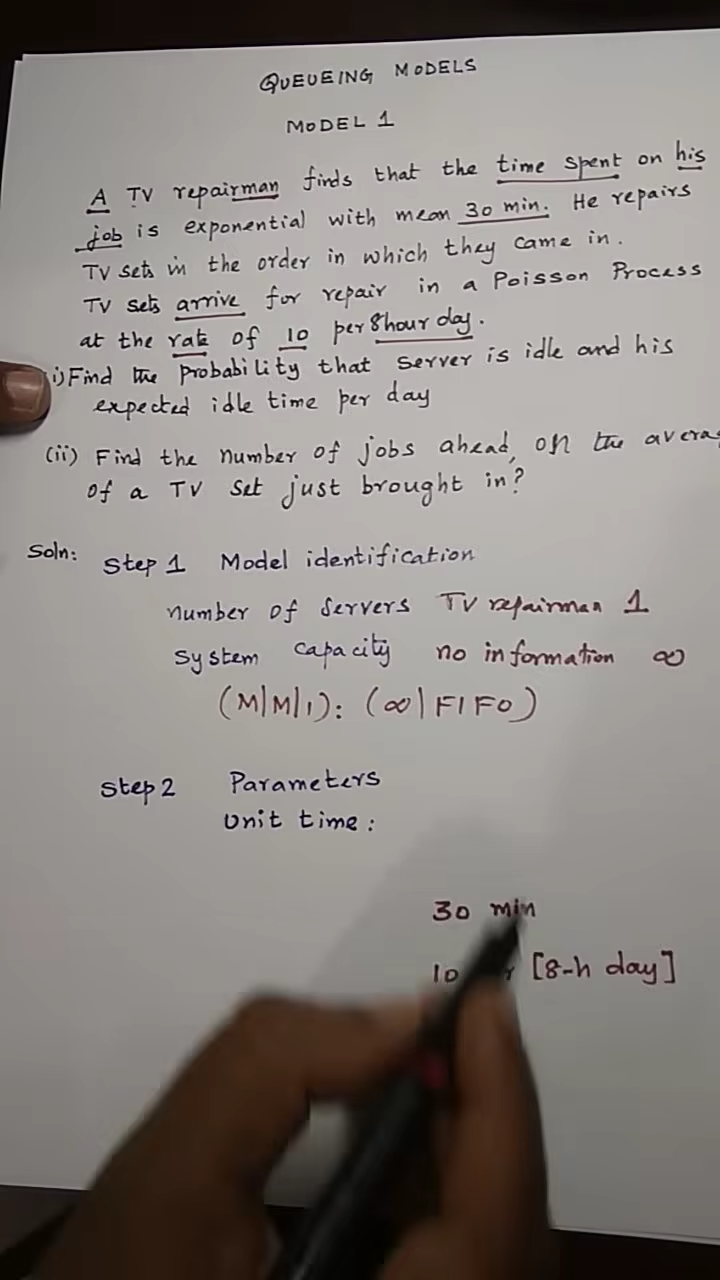 QUEUEING MODELS
MODEL 1
A TV repairman finds that the time spent on his
job is exponential with mean 30 min. He repairs
TV sets in the order in which they came in.
TV sets arrive for repair in a Poisson Process
at the rate of 10 per 8hour day.
i) Find the probability that server is idle and his
expected idle time per day
(ii) Find the number of jobs ahead, on the avera
of a TV set just brought in?
Soln: Step 1 Model identification
number of servers TV repairman 1
System capacity no information ∞
(M|M|1): (∞|FIFO)
Step 2 Parameters
Unit time:
30 min
10 [8-h day]